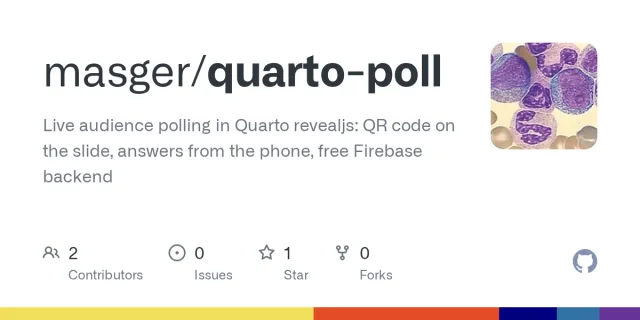 masger/quarto-poll
Live audience polling in Quarto revealjs: QR code on
the slide, answers from the phone, free Firebase
backend
2
Contributors
0
Issues
1
Star
0
Forks